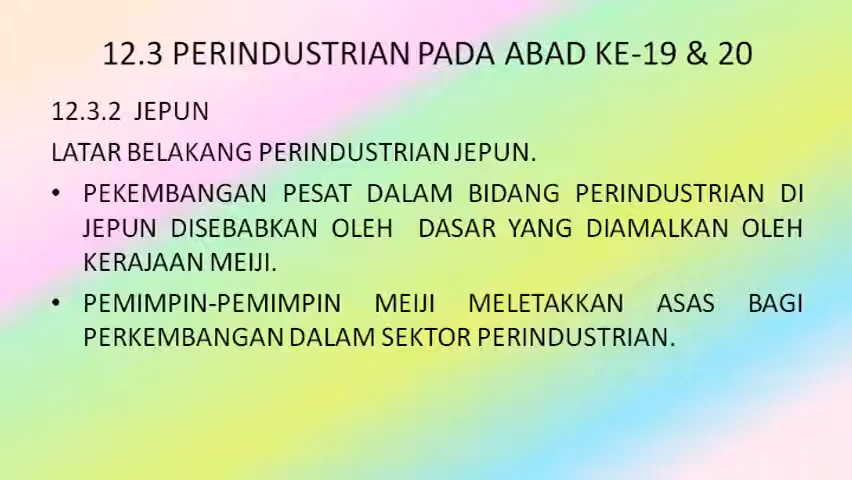 12.3 PERINDUSTRIAN PADA ABAD KE-19 & 20
12.3.2 JEPUN
LATAR BELAKANG PERINDUSTRIAN JEPUN.
• PEKEMBANGAN PESAT DALAM BIDANG PERINDUSTRIAN DI
JEPUN DISEBABKAN OLEH DASAR YANG DIAMALKAN OLEH
KERAJAAN MEIJI.
• PEMIMPIN-PEMIMPIN MEIJI MELETAKKAN ASAS BAGI
PERKEMBANGAN DALAM SEKTOR PERINDUSTRIAN.